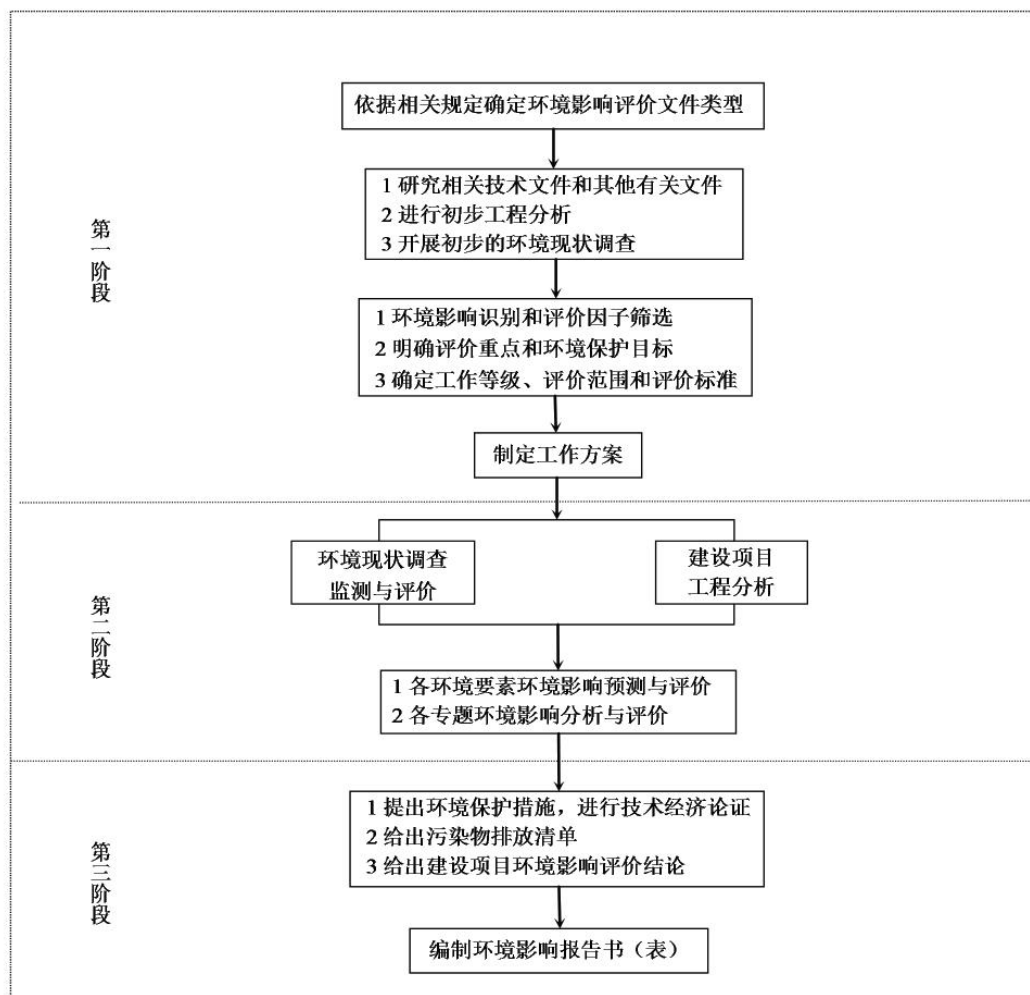 依据相关规定确定环境影响评价文件类型
第一阶段
1 研究相关技术文件和其他有关文件
2 进行初步工程分析
3 开展初步的环境现状调查
1 环境影响识别和评价因子筛选
2 明确评价重点和环境保护目标
3 确定工作等级、评价范围和评价标准
制定工作方案
第二阶段
环境现状调查
监测与评价
建设项目
工程分析
1 各环境要素环境影响预测与评价
2 各专题环境影响分析与评价
第三阶段
1 提出环境保护措施，进行技术经济论证
2 给出污染物排放清单
3 给出建设项目环境影响评价结论
编制环境影响报告书（表）